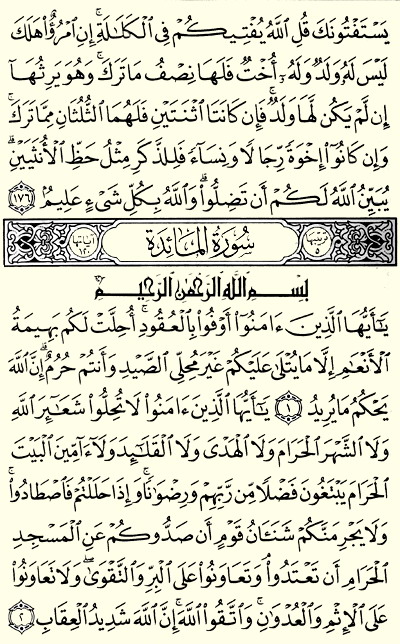 يَسْتَفْتُونَكَ قُلِ ٱللَّهُ يُفْتِيكُمْ فِى ٱلْكَلَـٰلَةِ ۚ إِنِ ٱمْرُؤٌا۟ هَلَكَ
لَيْسَ لَهُۥ وَلَدٌ وَلَهُۥٓ أُخْتٌ فَلَهَا نِصْفُ مَا تَرَكَ ۚ وَهُوَ يَرِثُهَآ
إِن لَّمْ يَكُن لَّهَا وَلَدٌ ۚ فَإِن كَانَتَا ٱثْنَتَيْنِ فَلَهُمَا ٱلثُّلُثَانِ مِمَّا تَرَكَ ۚ
وَإِن كَانُوٓا۟ إِخْوَةً رِّجَالًا وَنِسَآءً فَلِلذَّكَرِ مِثْلُ حَظِّ ٱلْأُنثَيَيْنِ ۗ
يُبَيِّنُ ٱللَّهُ لَكُمْ أَن تَضِلُّوا۟ ۗ وَٱللَّهُ بِكُلِّ شَىْءٍ عَلِيمٌۢ ١٧٦
ترتيبها ٥ سُورَةُ المَائِدَةِ آياتها ١٢٠
بِسْمِ ٱللَّهِ ٱلرَّحْمَـٰنِ ٱلرَّحِيمِ
يَـٰٓأَيُّهَا ٱلَّذِينَ ءَامَنُوٓا۟ أَوْفُوا۟ بِٱلْعُقُودِ ۚ أُحِلَّتْ لَكُم بَهِيمَةُ
ٱلْأَنْعَـٰمِ إِلَّا مَا يُتْلَىٰ عَلَيْكُمْ غَيْرَ مُحِلِّى ٱلصَّيْدِ وَأَنتُمْ حُرُمٌ ۗ إِنَّ ٱللَّهَ
يَحْكُمُ مَا يُرِيدُ ١ يَـٰٓأَيُّهَا ٱلَّذِينَ ءَامَنُوا۟ لَا تُحِلُّوا۟ شَعَـٰٓئِرَ ٱللَّهِ
وَلَا ٱلشَّهْرَ ٱلْحَرَامَ وَلَا ٱلْهَدْىَ وَلَا ٱلْقَلَـٰٓئِدَ وَلَآ ءَآمِّينَ ٱلْبَيْتَ
ٱلْحَرَامَ يَبْتَغُونَ فَضْلًا مِّن رَّبِّهِمْ وَرِضْوَٰنًا ۚ وَإِذَا حَلَلْتُمْ فَٱصْطَادُوا۟ ۚ
وَلَا يَجْرِمَنَّكُمْ شَنَـَٔانُ قَوْمٍ أَن صَدُّوكُمْ عَنِ ٱلْمَسْجِدِ
ٱلْحَرَامِ أَن تَعْتَدُوا۟ ۘ وَتَعَاوَنُوا۟ عَلَى ٱلْبِرِّ وَٱلتَّقْوَىٰ ۖ وَلَا تَعَاوَنُوا۟
عَلَى ٱلْإِثْمِ وَٱلْعُدْوَٰنِ ۚ وَٱتَّقُوا۟ ٱللَّهَ ۖ إِنَّ ٱللَّهَ شَدِيدُ ٱلْعِقَابِ ٢